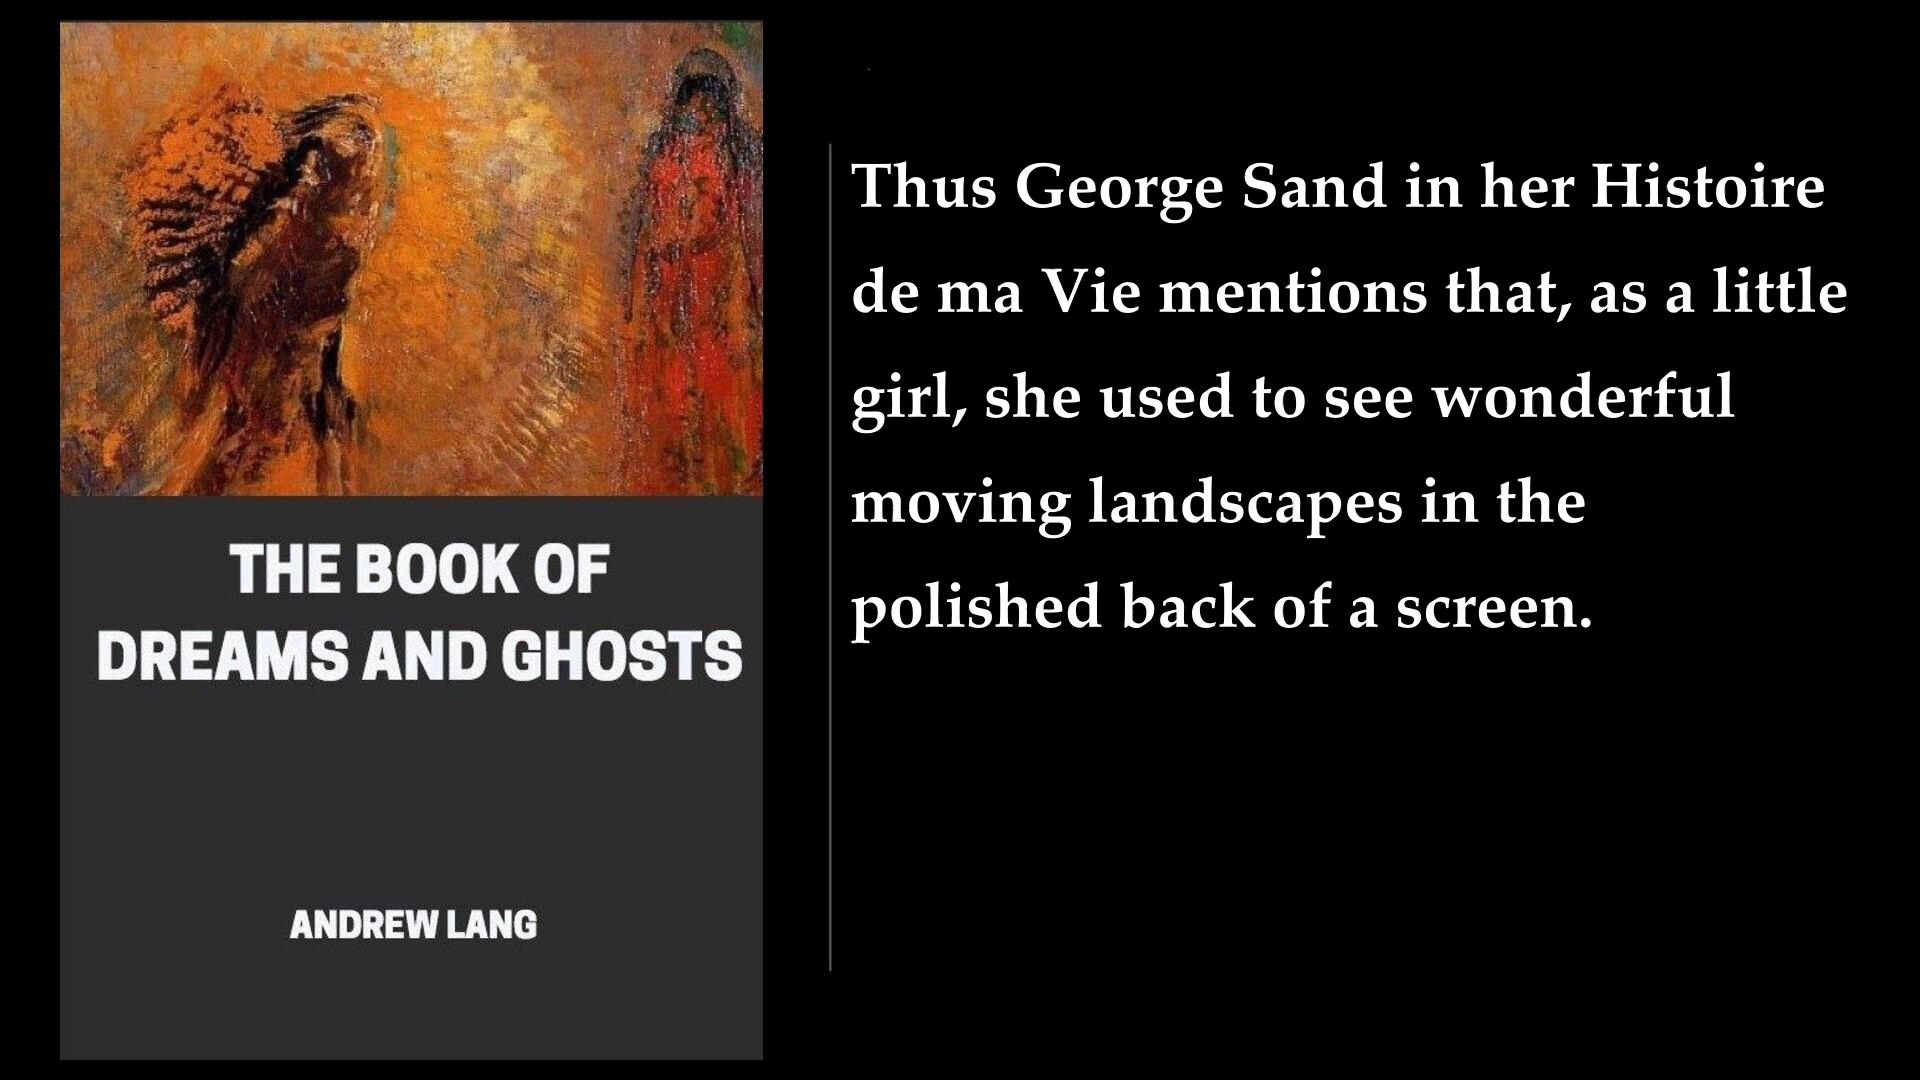 THE BOOK OF
DREAMS AND GHOSTS
ANDREW LANG
Thus George Sand in her Histoire
de ma Vie mentions that, as a little
girl, she used to see wonderful
moving landscapes in the
polished back of a screen.